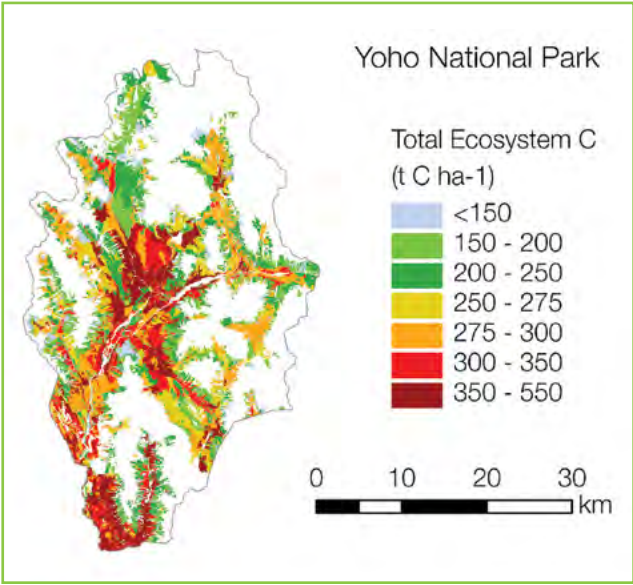 Yoho National Park
Total Ecosystem C
(t C ha-1)
<150
150 - 200
200 - 250
250 - 275
275 - 300
300 - 350
350 - 550
0 10 20 30
km